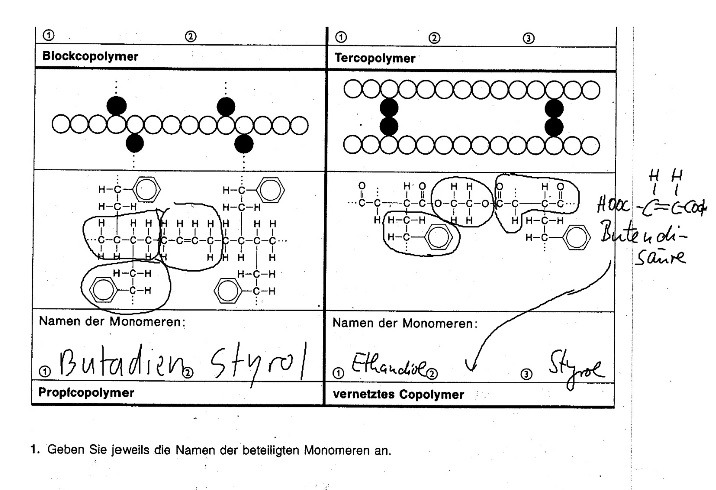 ① ② ① ② ③
Blockcopolymer
Tercopolymer
H H
HOOC-C=C-COOH
Butendi-
säure
Namen der Monomeren:
① Butadien ② Styrol
Propfcopolymer
Namen der Monomeren:
① Ethandiol ② ③ Styrol
vernetztes Copolymer
1. Geben Sie jeweils die Namen der beteiligten Monomeren an.